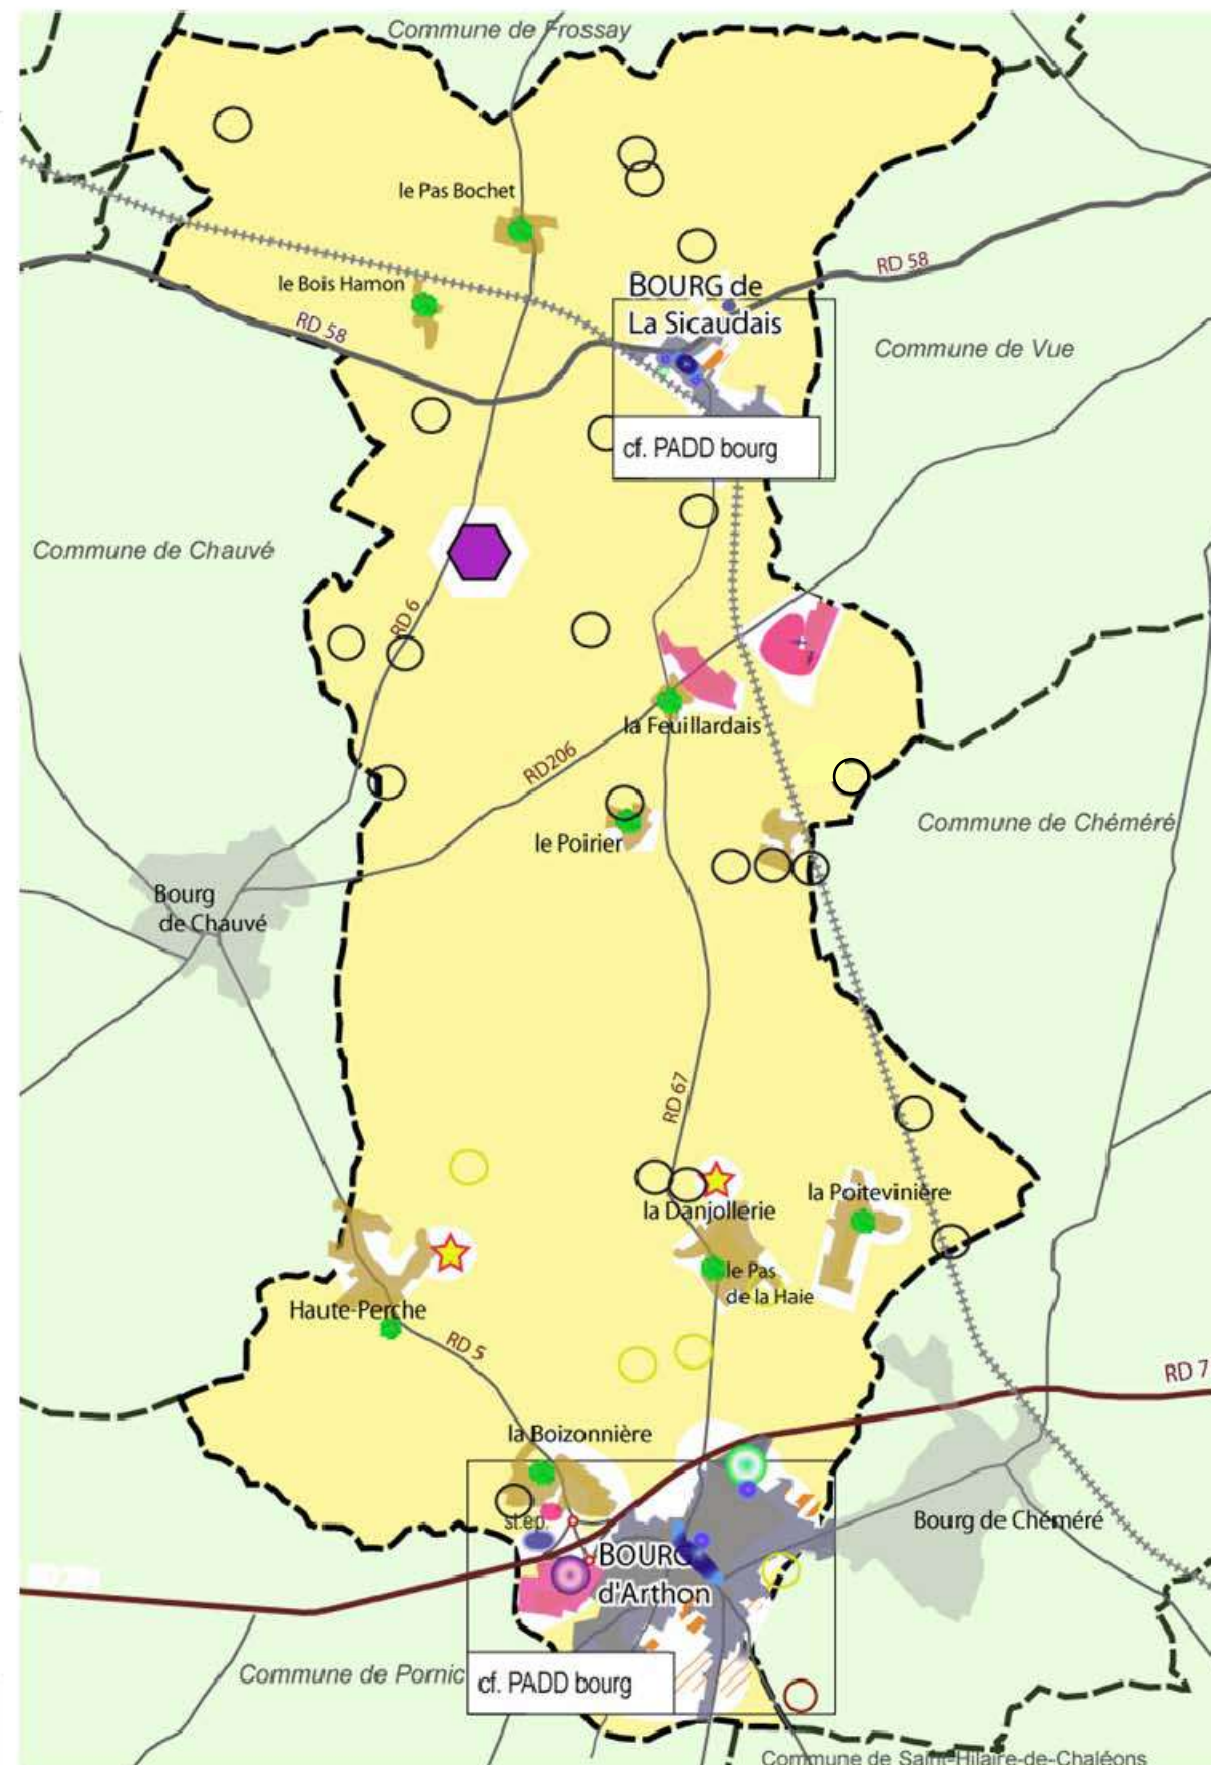 Commune de Frossay
le Pas Bochet
le Bois Hamon
RD 58
BOURG de
La Sicaudais
RD 58
Commune de Vue
cf. PADD bourg
Commune de Chauvé
RD 6
la Feuillardais
RD206
le Poirier
Commune de Chéméré
Bourg
de Chauvé
RD 67
la Danjollerie
la Poitevinière
le Pas
de la Haie
Haute-Perche
RD 5
RD 7
la Boizonnière
st.ep.
BOURG
d'Arthon
Bourg de Chéméré
Commune de Pornic
cf. PADD bourg
Commune de Saint-Hilaire-de-Chaléons